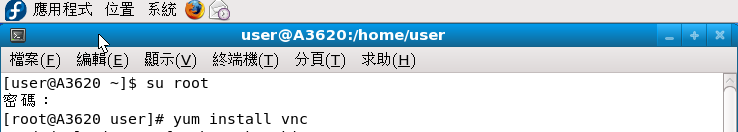 應用程式 位置 系統
user@A3620:/home/user
檔案(F) 編輯(E) 顯示(V) 終端機(T) 分頁(T) 求助(H)
[user@A3620 ~]$ su root
密碼：
[root@A3620 user]# yum install vnc